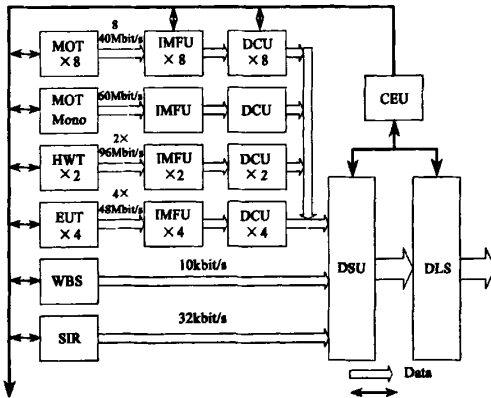 8
MOT 40Mbit/s IMFU DCU
×8 ×8 ×8
CEU
MOT 60Mbit/s IMFU DCU
Mono
2×
HWT 96Mbit/s IMFU DCU
×2 ×2 ×2
4×
EUT 48Mbit/s IMFU DCU
×4 ×4 ×4
DSU DLS
WBS 10kbit/s
SIR 32kbit/s
Data